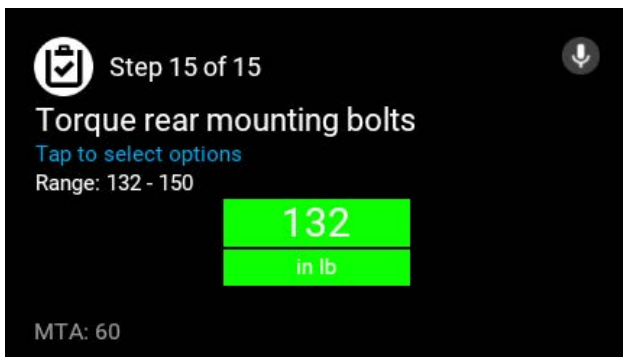 Step 15 of 15
Torque rear mounting bolts
Tap to select options
Range: 132 - 150
132
in lb
MTA: 60